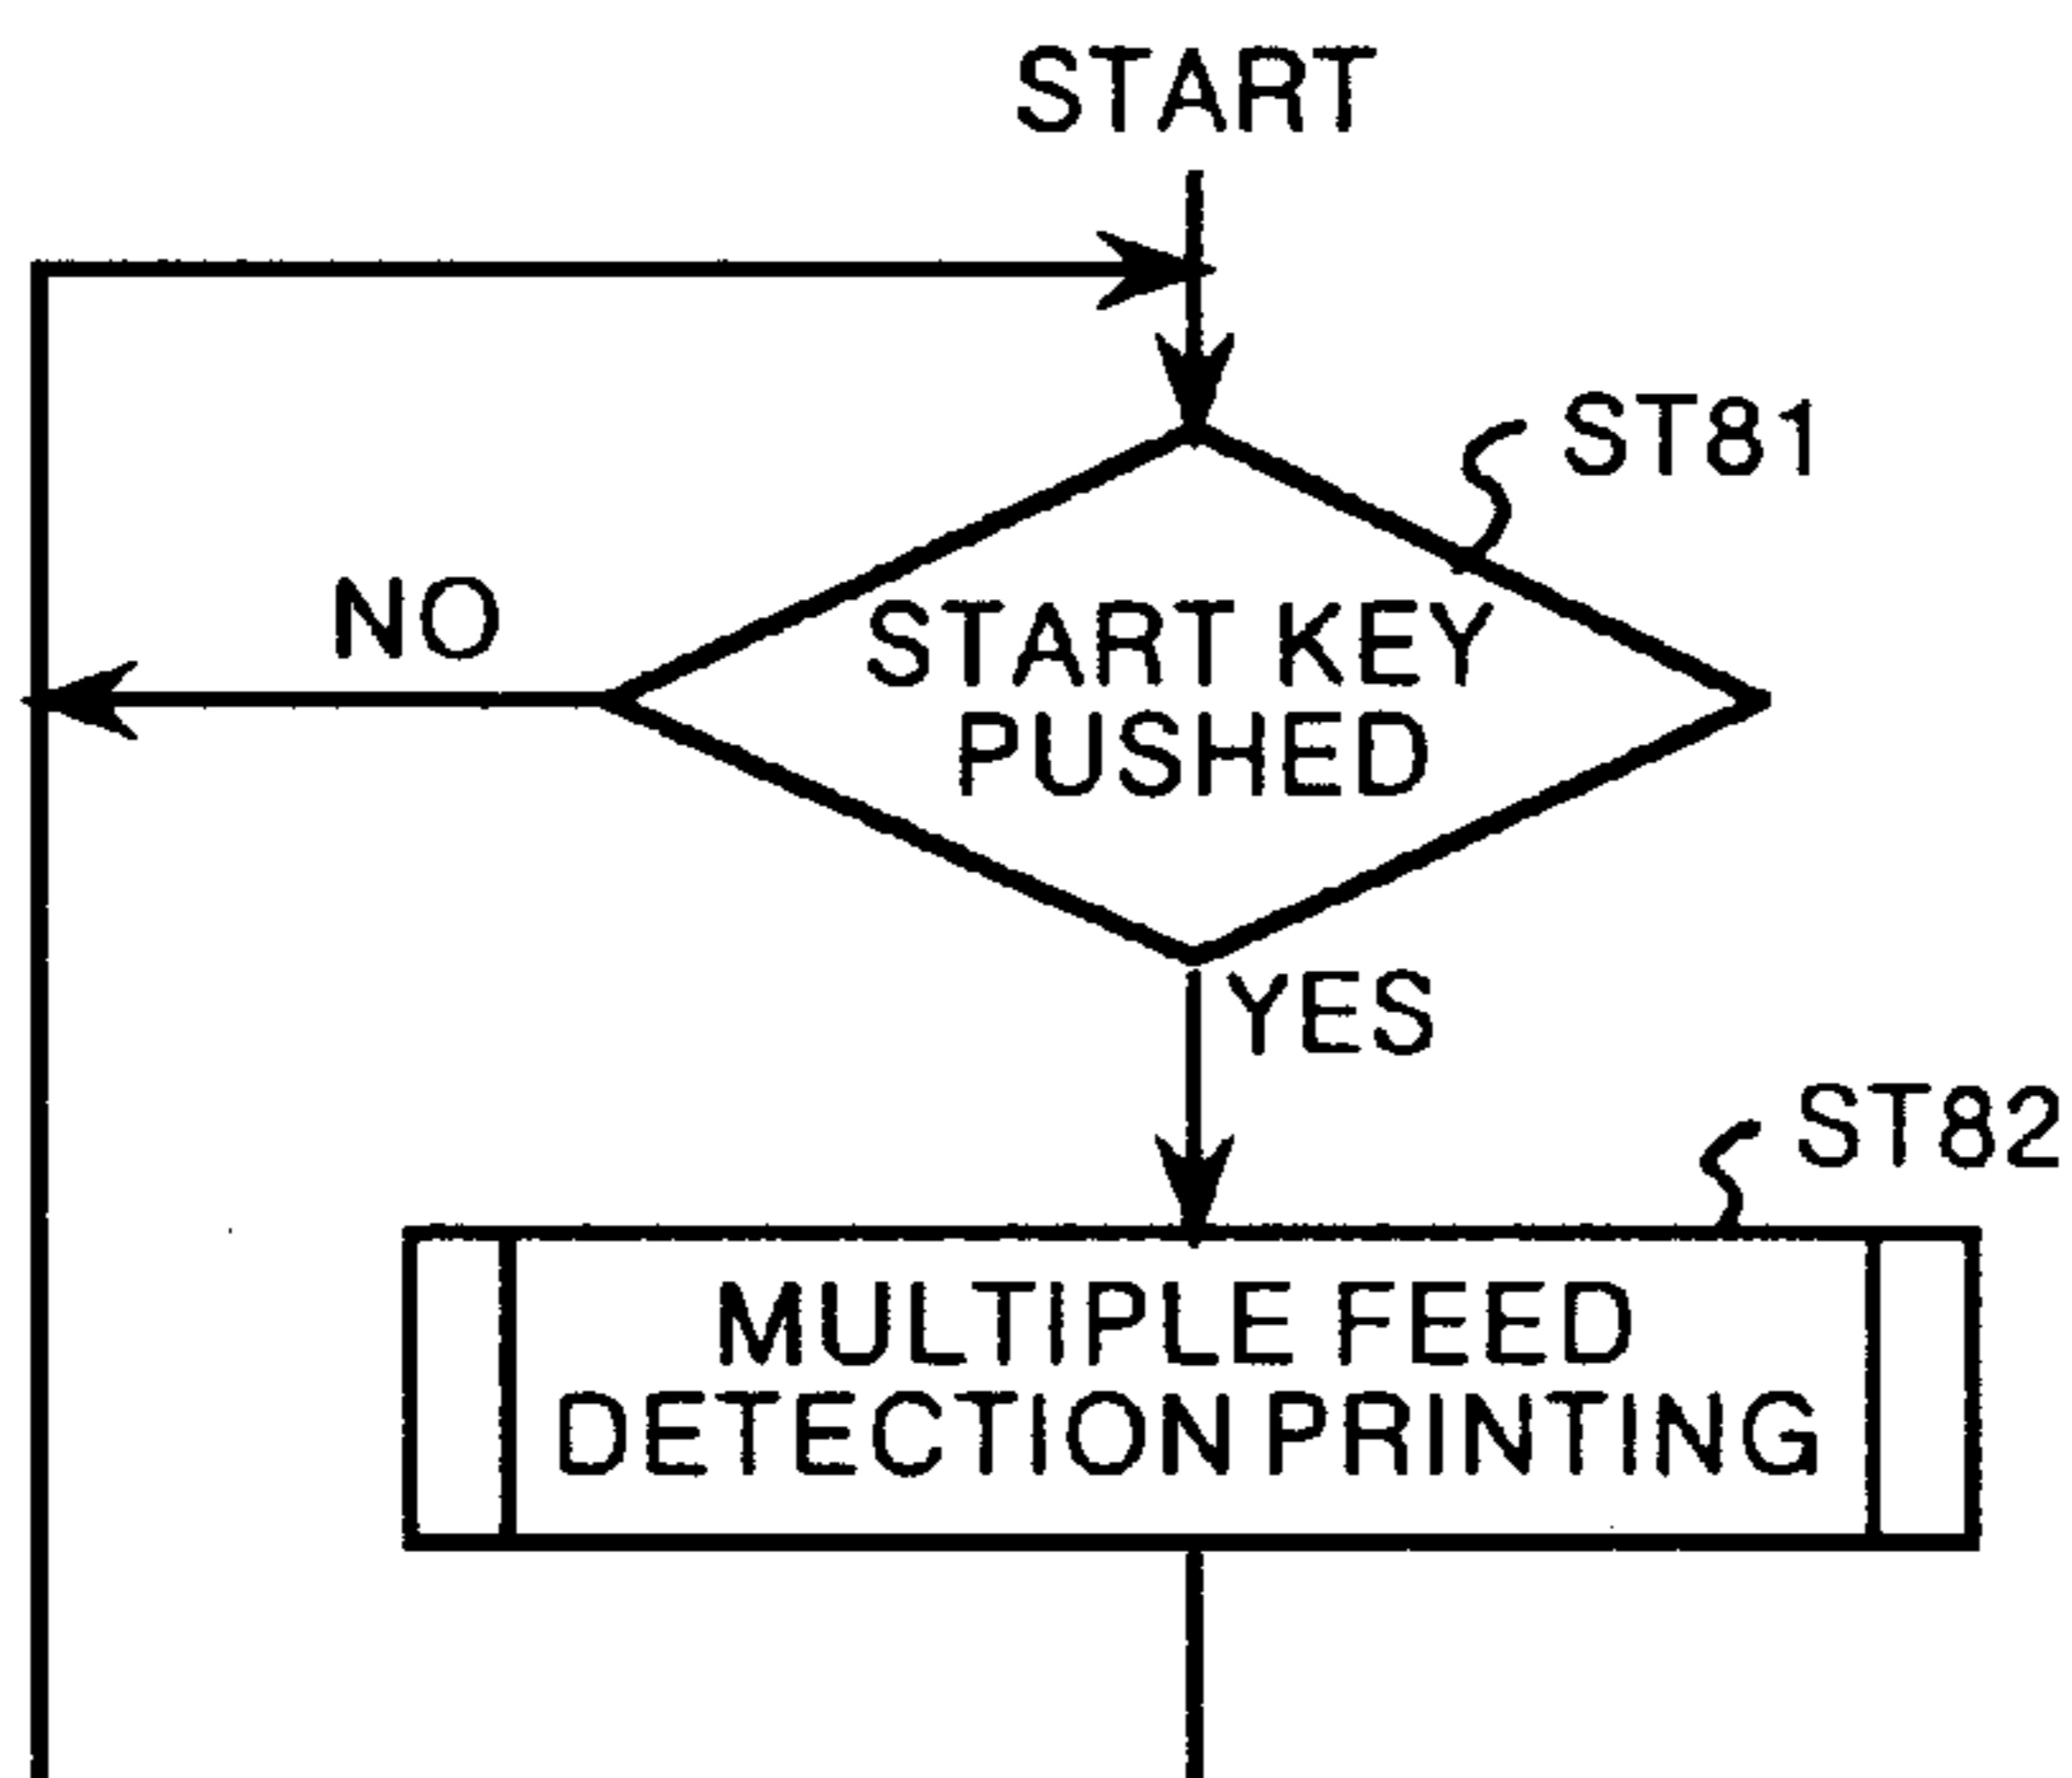 START
ST81
NO
START KEY
PUSHED
YES
ST82
MULTIPLE FEED
DETECTION PRINTING